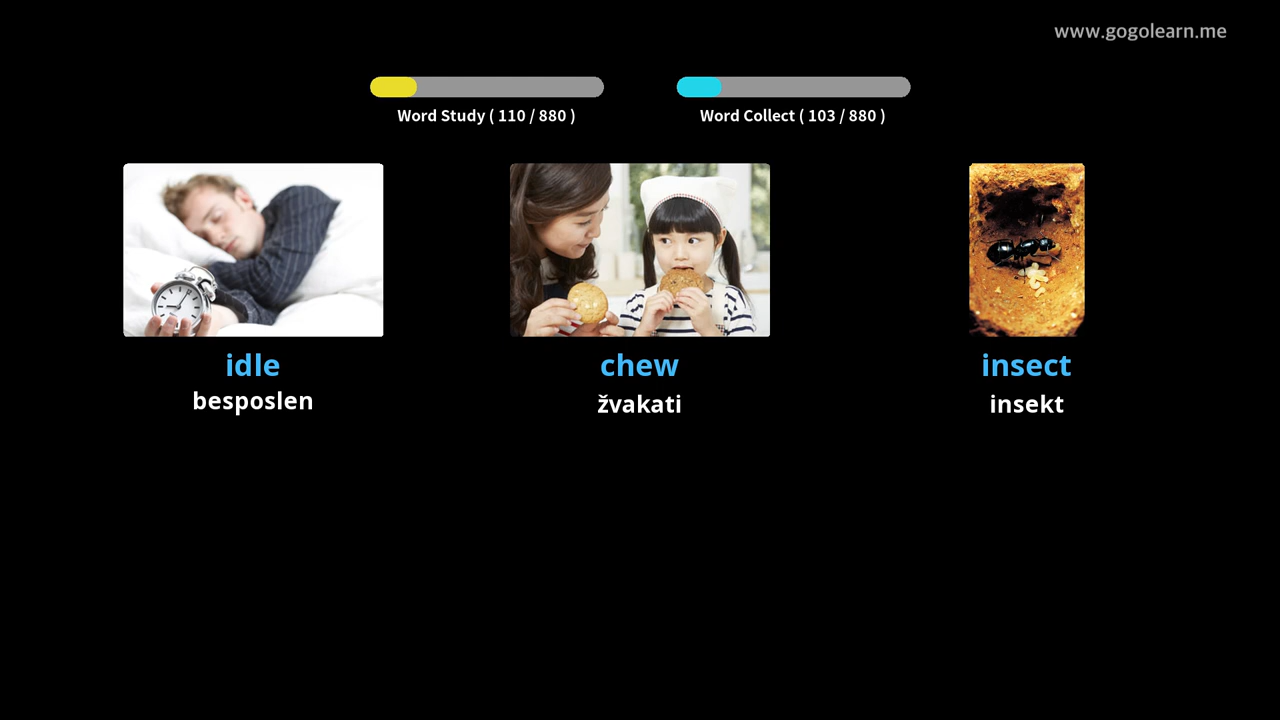 www.gogolearn.me
Word Study ( 110 / 880 )
Word Collect ( 103 / 880 )
idle
besposlen
chew
žvakati
insect
insekt